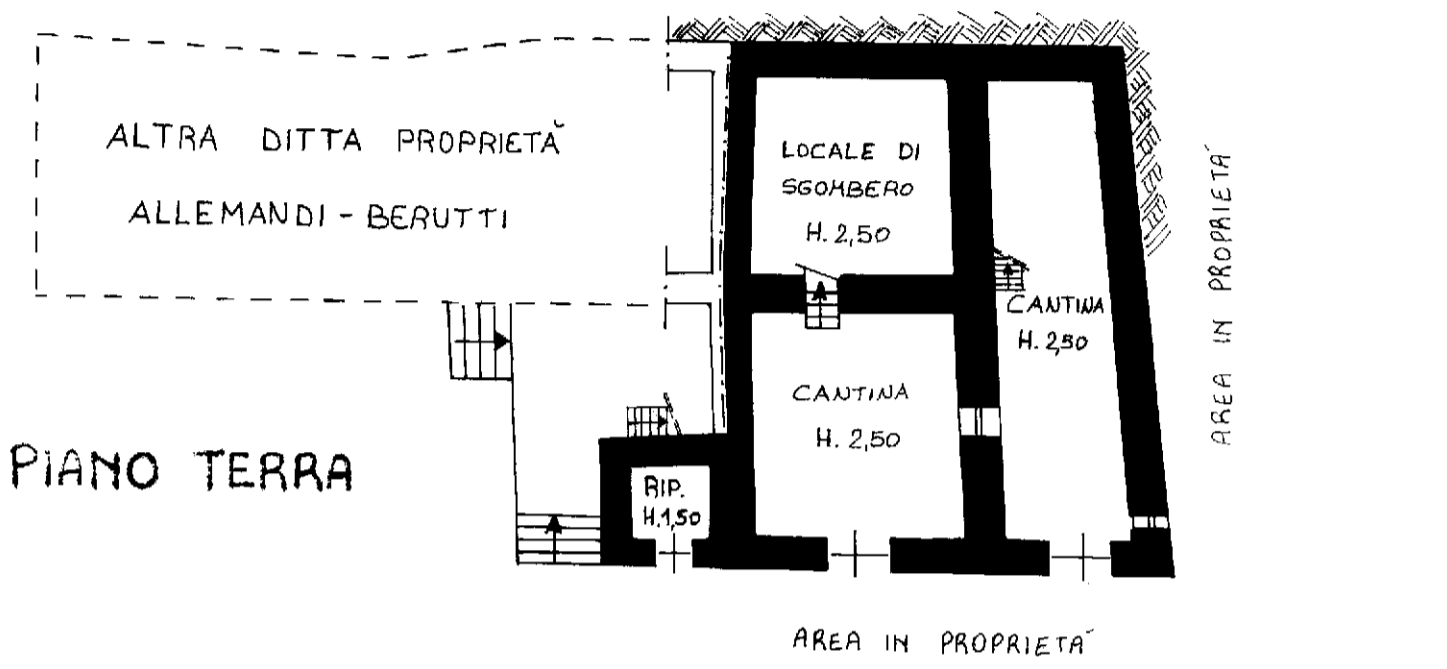 ALTRA DITTA PROPRIETÀ
ALLEMANDI - BERUTTI
LOCALE DI
SGOMBERO
H. 2,50
CANTINA
H. 2,50
CANTINA
H. 2,50
RIP.
H.1,50
PIANO TERRA
AREA IN PROPRIETÀ
AREA IN PROPRIETÀ